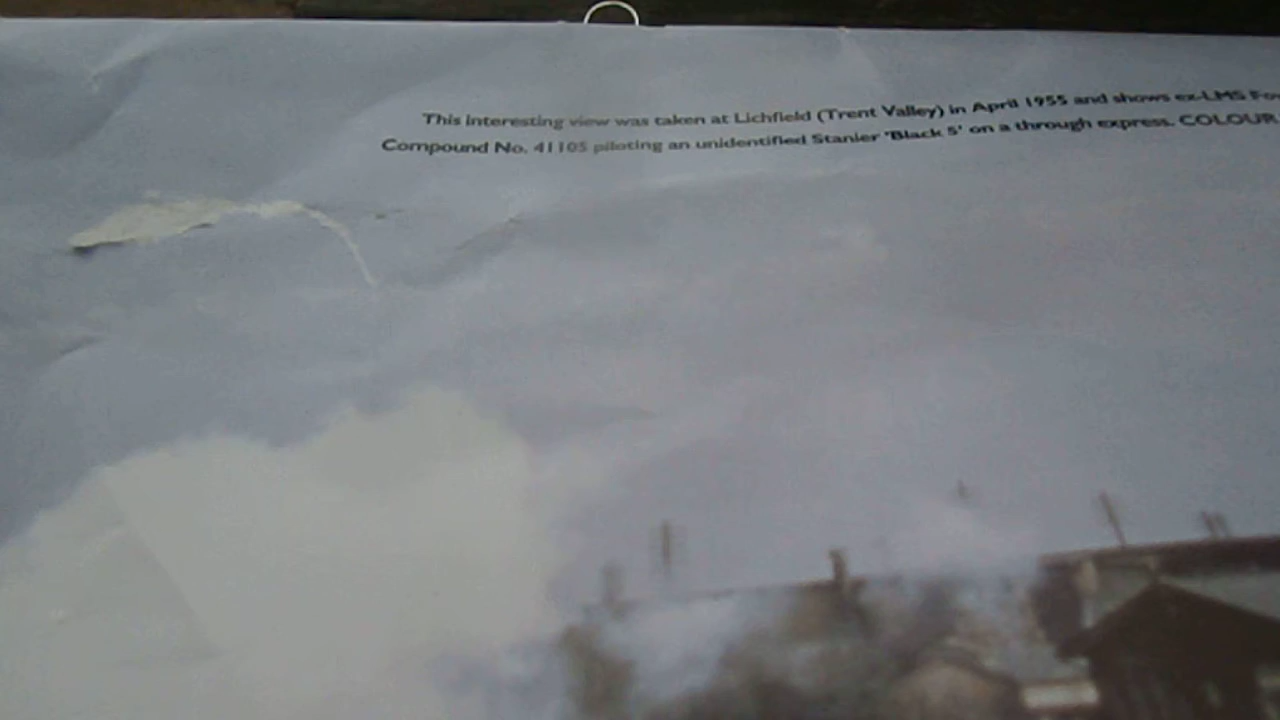 This interesting view was taken at Lichfield (Trent Valley) in April 1955 and shows ex-LMS
Compound No. 41105 piloting an unidentified Stanier 'Black 5' on a through express. COLOUR